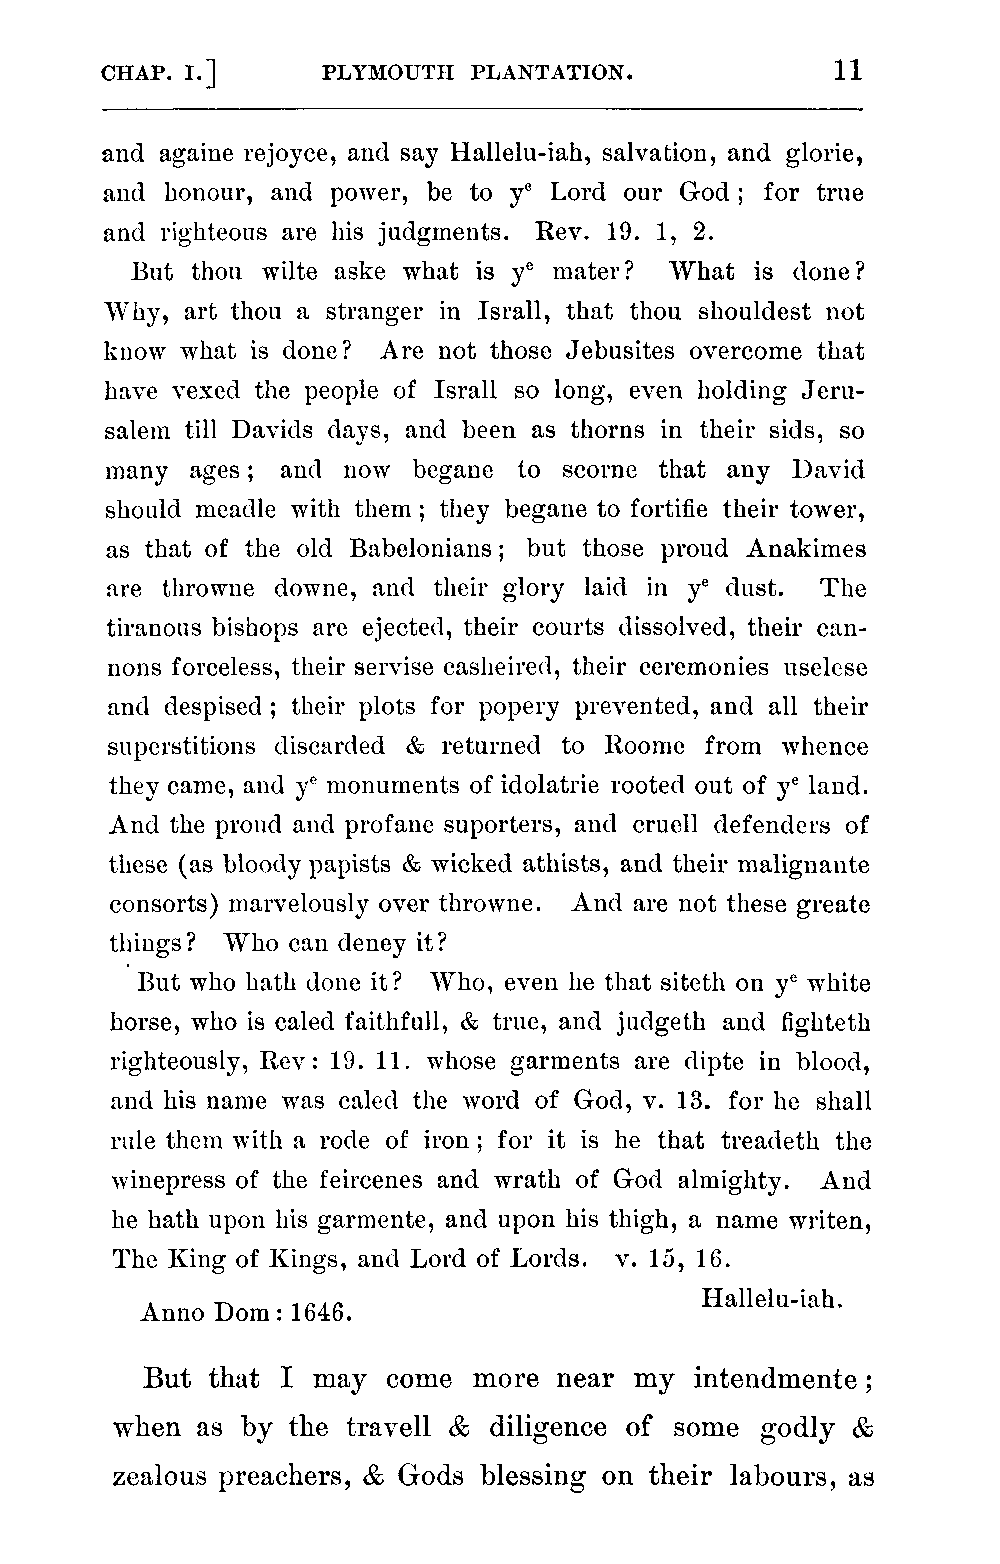 CHAP. I.] PLYMOUTH PLANTATION. 11
and againe rejoyce, and say Hallelu-iah, salvation, and glorie,
and honour, and power, be to yᵉ Lord our God; for true
and righteous are his judgments. Rev. 19. 1, 2.
But thou wilte aske what is yᵉ mater? What is done?
Why, art thou a stranger in Israll, that thou shouldest not
know what is done? Are not those Jebusites overcome that
have vexed the people of Israll so long, even holding Jeru-
salem till Davids days, and been as thorns in their sids, so
many ages; and now begane to scorne that any David
should meadle with them; they begane to fortifie their tower,
as that of the old Babelonians; but those proud Anakimes
are throwne downe, and their glory laid in yᵉ dust. The
tiranous bishops are ejected, their courts dissolved, their can-
nons forceless, their servise casheired, their ceremonies uselese
and despised; their plots for popery prevented, and all their
superstitions discarded & returned to Roome from whence
they came, and yᵉ monuments of idolatrie rooted out of yᵉ land.
And the proud and profane suporters, and cruell defenders of
these (as bloody papists & wicked athists, and their malignante
consorts) marvelously over throwne. And are not these greate
things? Who can deney it?
But who hath done it? Who, even he that siteth on yᵉ white
horse, who is caled faithfull, & true, and judgeth and fighteth
righteously, Rev: 19. 11. whose garments are dipte in blood,
and his name was caled the word of God, v. 13. for he shall
rule them with a rode of iron; for it is he that treadeth the
winepress of the feircenes and wrath of God almighty. And
he hath upon his garmente, and upon his thigh, a name writen,
The King of Kings, and Lord of Lords. v. 15, 16.
Hallelu-iah.
Anno Dom: 1646.
But that I may come more near my intendmente;
when as by the travell & diligence of some godly &
zealous preachers, & Gods blessing on their labours, as